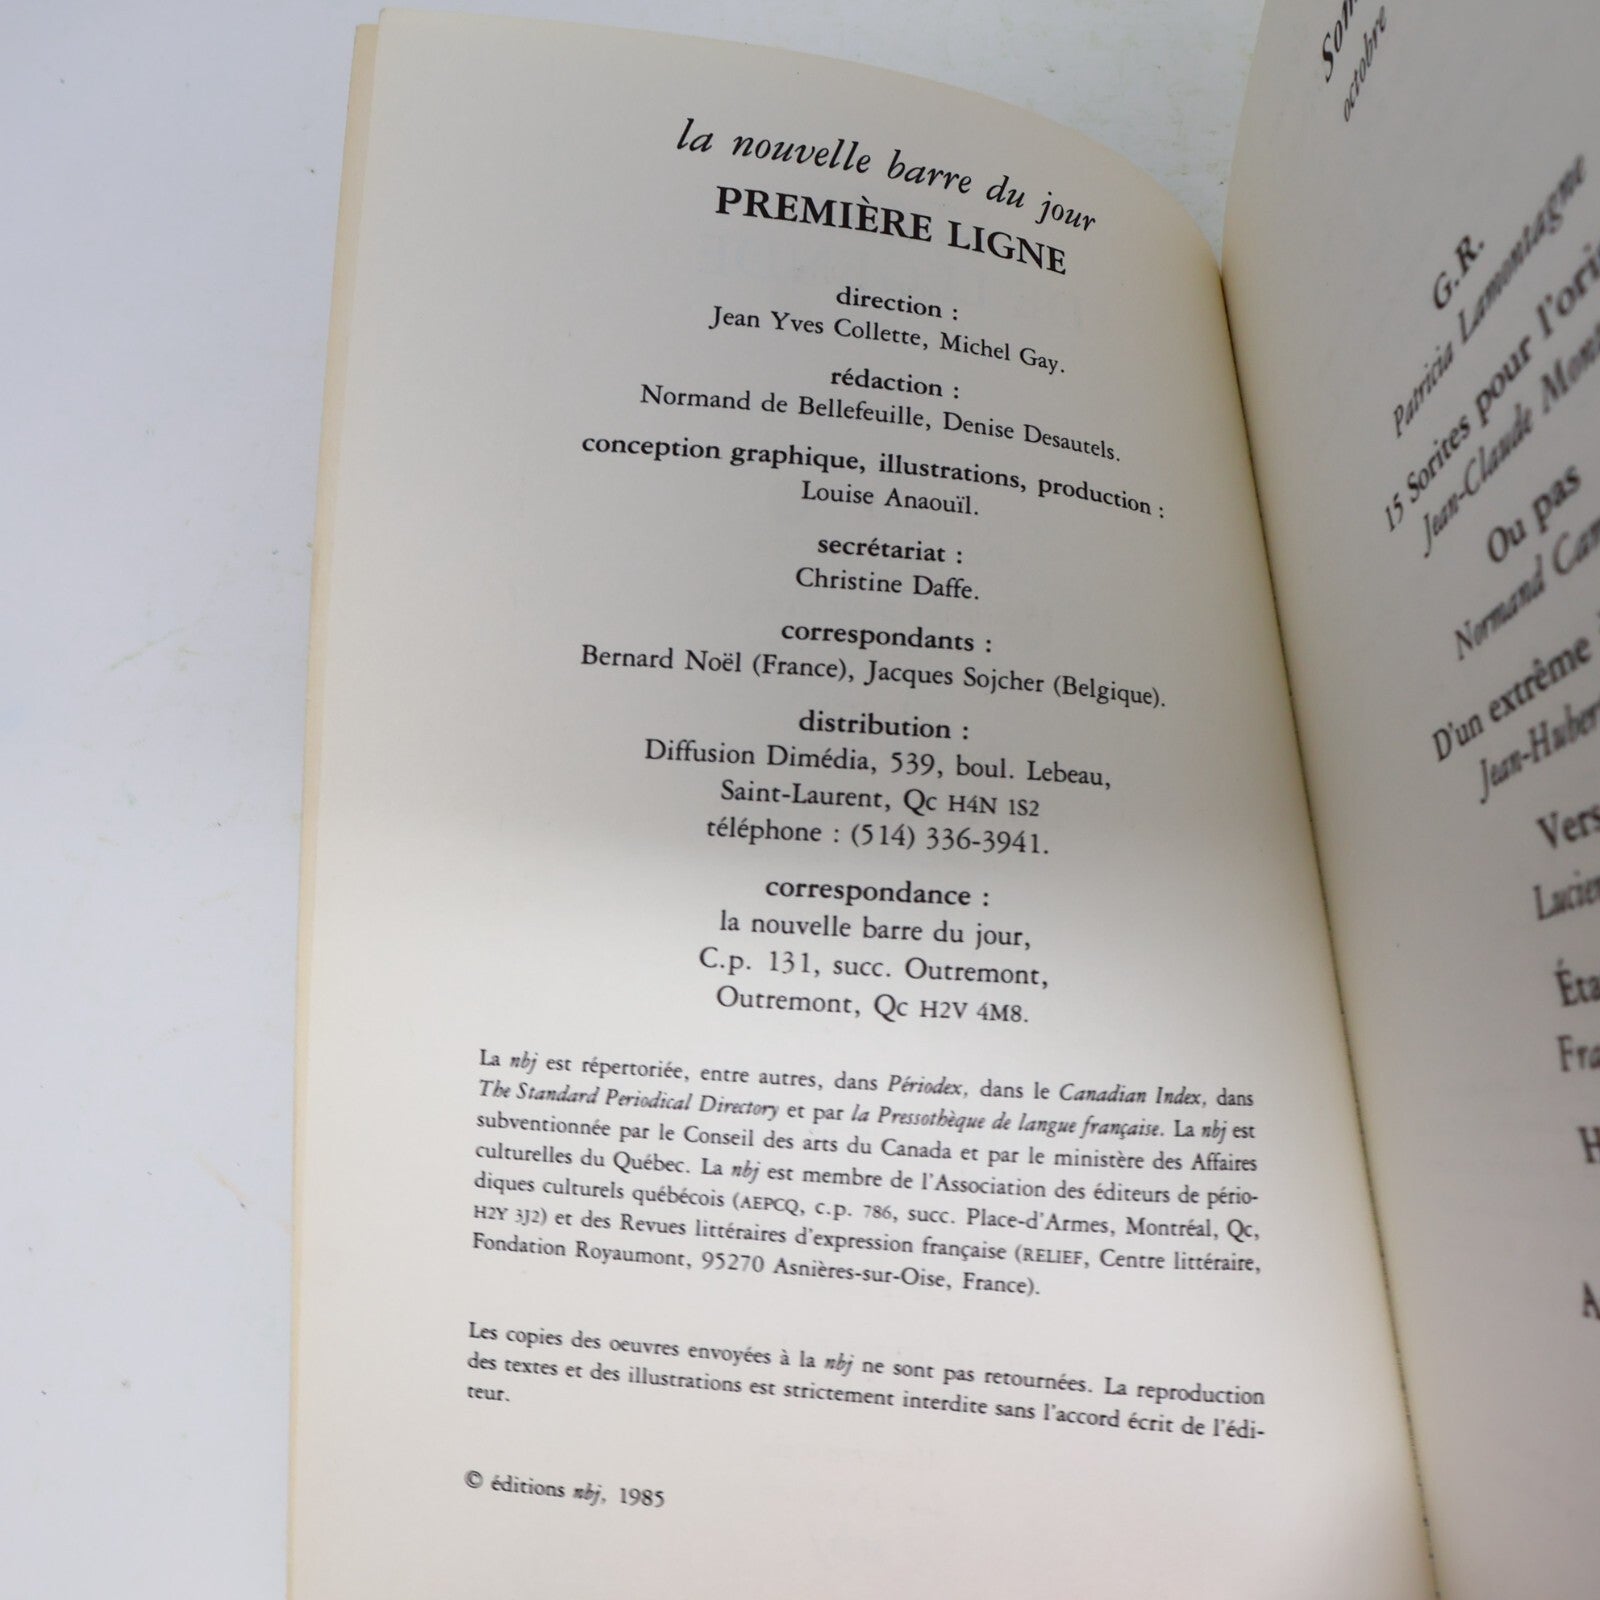 la nouvelle barre du jour
PREMIÈRE LIGNE
direction :
Jean Yves Collette, Michel Gay.
rédaction :
Normand de Bellefeuille, Denise Desautels.
conception graphique, illustrations, production :
Louise Anaouïl.
secrétariat :
Christine Daffe.
correspondants :
Bernard Noël (France), Jacques Sojcher (Belgique).
distribution :
Diffusion Dimédia, 539, boul. Lebeau,
Saint-Laurent, Qc H4N 1S2
téléphone : (514) 336-3941.
correspondance :
la nouvelle barre du jour,
C.p. 131, succ. Outremont,
Outremont, Qc H2V 4M8.
La nbj est répertoriée, entre autres, dans Périodex, dans le Canadian Index, dans
The Standard Periodical Directory et par la Pressothèque de langue française. La nbj est
subventionnée par le Conseil des arts du Canada et par le ministère des Affaires
culturelles du Québec. La nbj est membre de l'Association des éditeurs de pério-
diques culturels québécois (AEPCQ, c.p. 786, succ. Place-d'Armes, Montréal, Qc,
H2Y 3J2) et des Revues littéraires d'expression française (RELIEF, Centre littéraire,
Fondation Royaumont, 95270 Asnières-sur-Oise, France).
Les copies des oeuvres envoyées à la nbj ne sont pas retournées. La reproduction
des textes et des illustrations est strictement interdite sans l'accord écrit de l'édi-
teur.
© éditions nbj, 1985
octobre
G.R.
Patricia Lamontagne
15 Sorites pour
Jean-Claude
Ou pas
Normand
D'un extrême